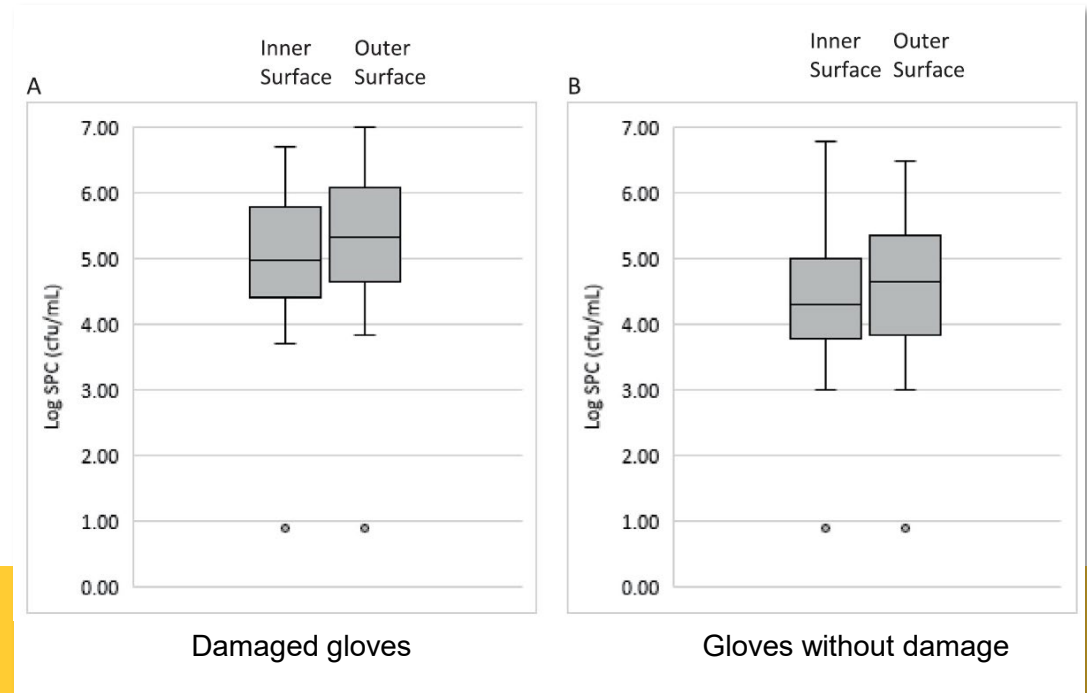 Inner Outer
Surface Surface
A
7.00
6.00
5.00
4.00
3.00
2.00
1.00
0.00
Log SPC (cfu/mL)
Damaged gloves
Inner Outer
Surface Surface
B
7.00
6.00
5.00
4.00
3.00
2.00
1.00
0.00
Log SPC (cfu/mL)
Gloves without damage